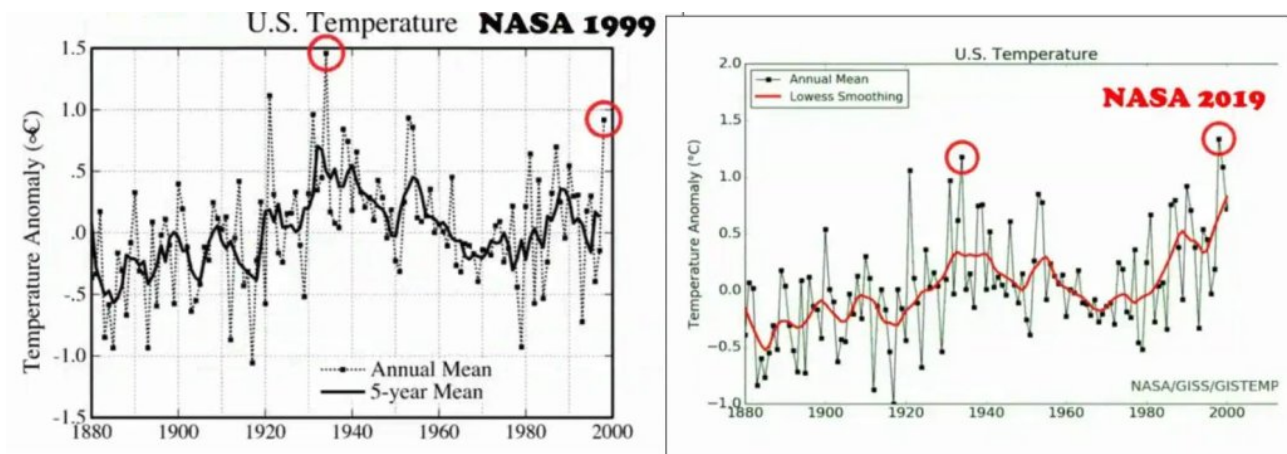 U.S. Temperature NASA 1999
1.5
1.0
0.5
.0
-.5
-1.0
-1.5
Temperature Anomaly (∝C)
Annual Mean
5-year Mean
1880 1900 1920 1940 1960 1980 2000
U.S. Temperature
2.0
1.5
1.0
0.5
0.0
−0.5
−1.0
Temperature Anomaly (°C)
Annual Mean
Lowess Smoothing
NASA 2019
NASA/GISS/GISTEMP
1880 1900 1920 1940 1960 1980 2000